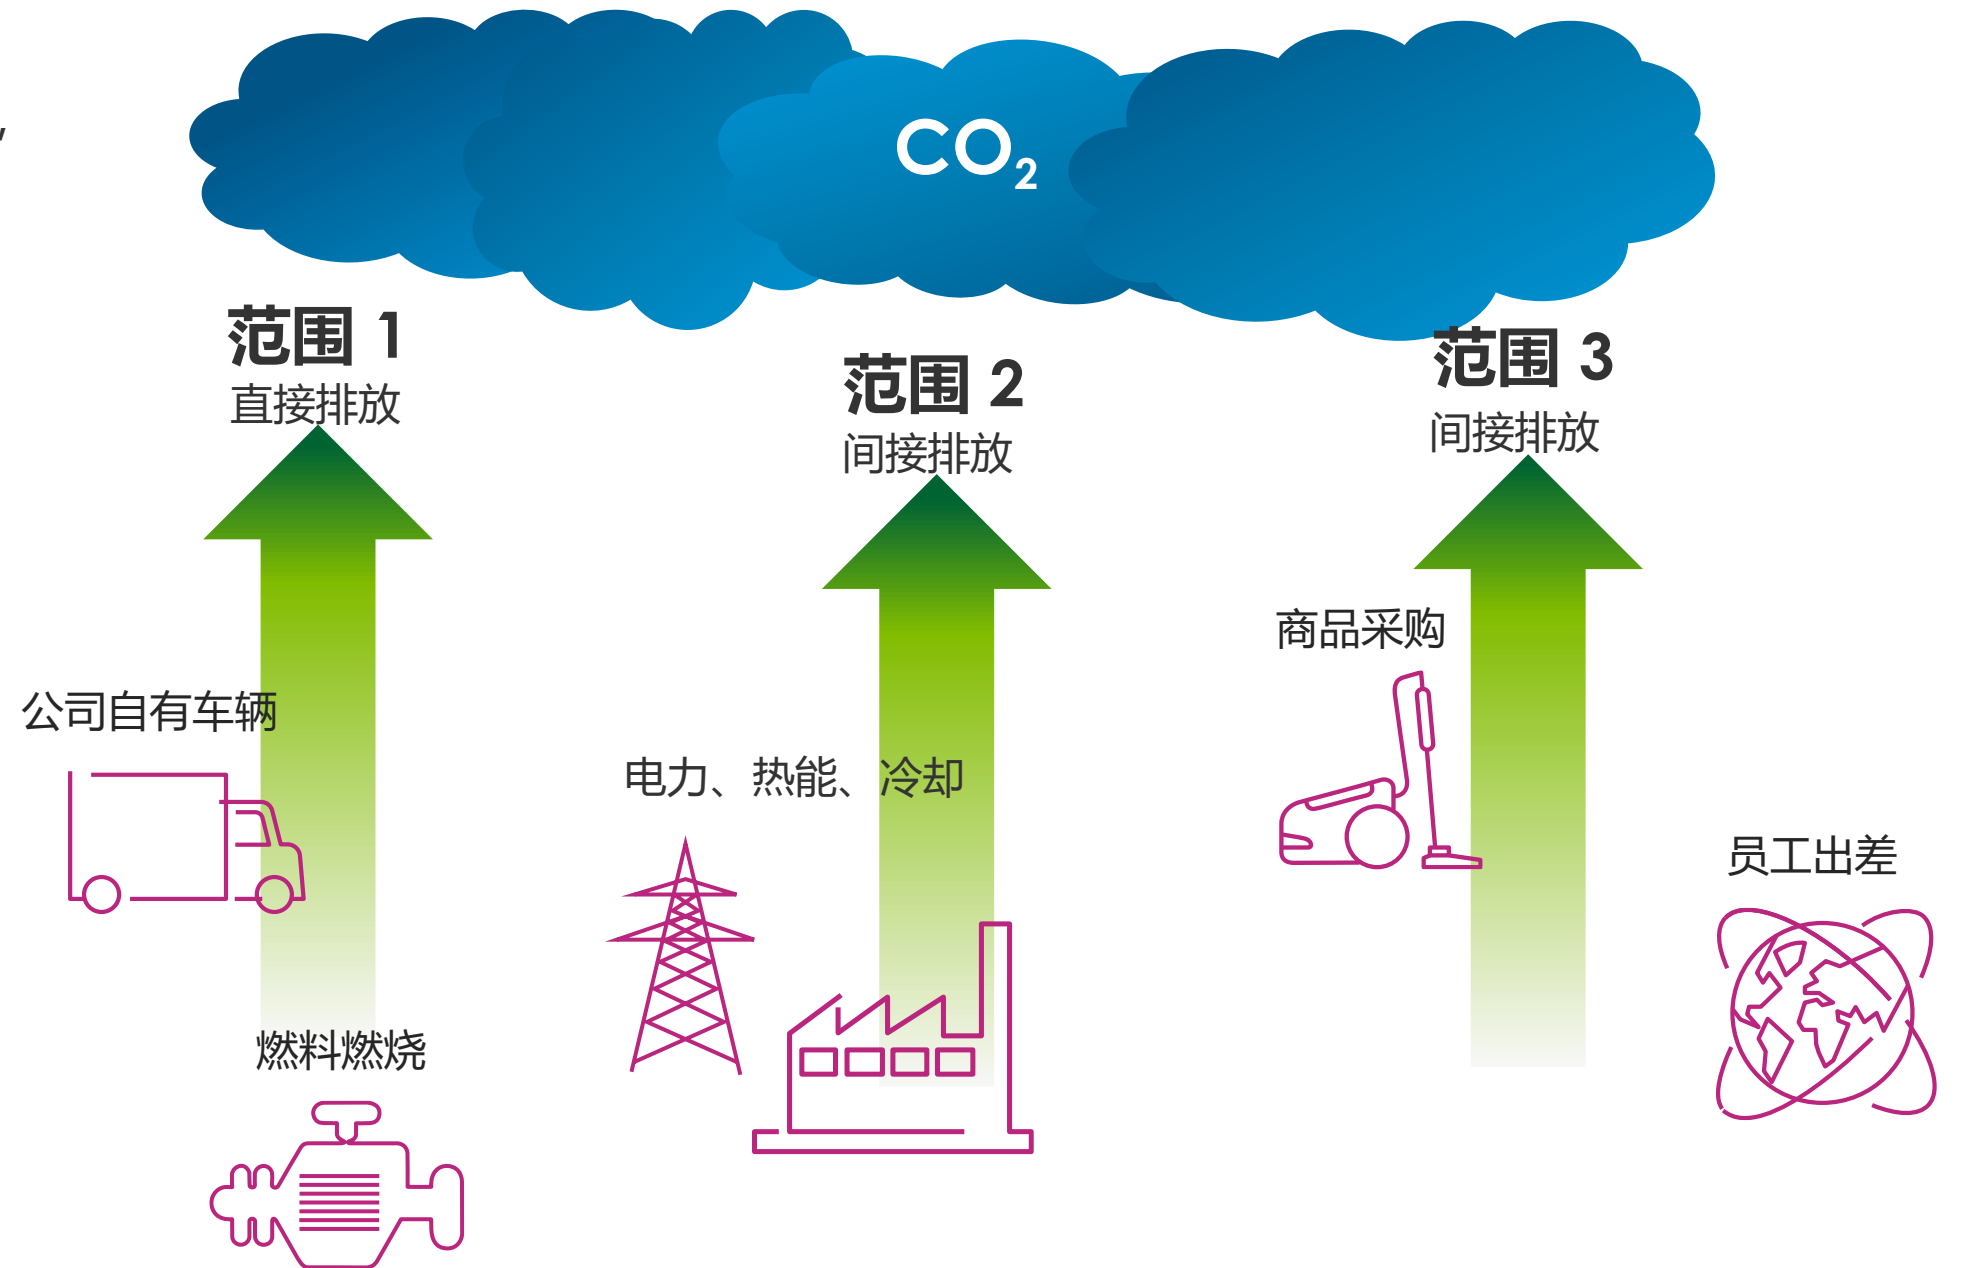 CO₂
范围 1
直接排放
公司自有车辆
燃料燃烧
范围 2
间接排放
电力、热能、冷却
范围 3
间接排放
商品采购
员工出差